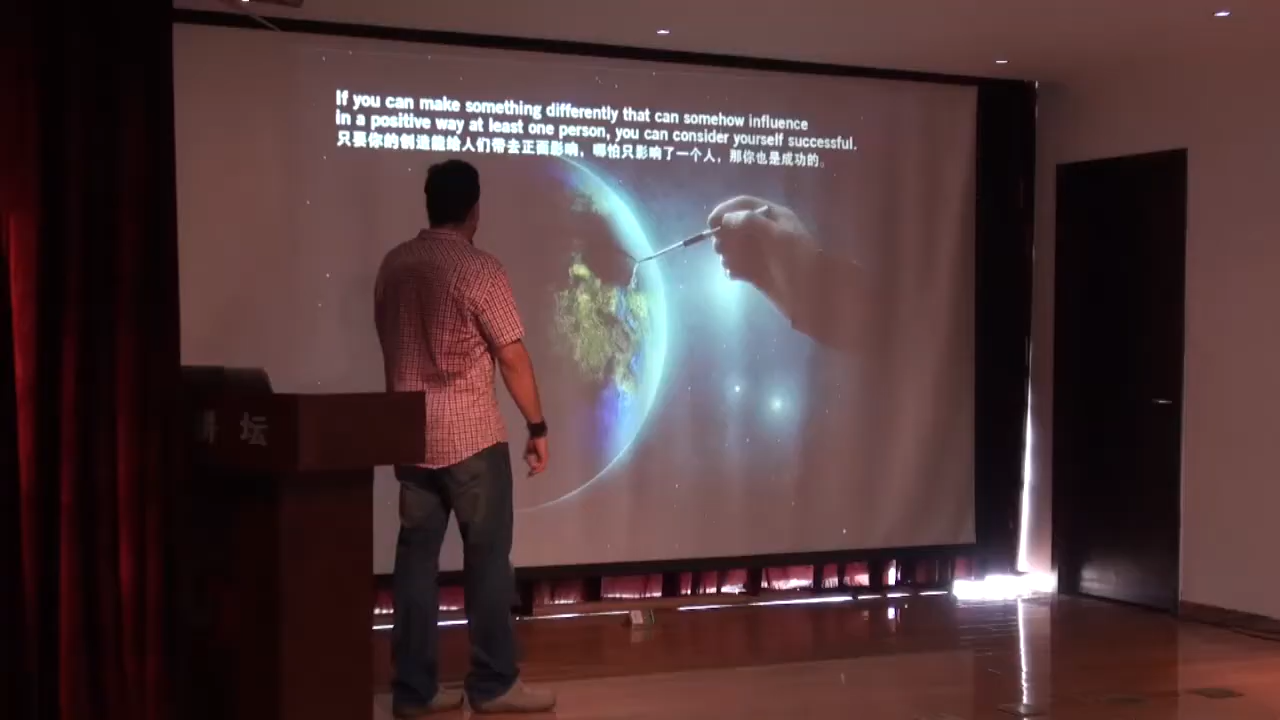 If you can make something differently that can somehow influence
in a positive way at least one person, you can consider yourself successful.
只要你的创造能给人们带去正面影响，哪怕只影响了一个人，那你也是成功的。
讲 坛